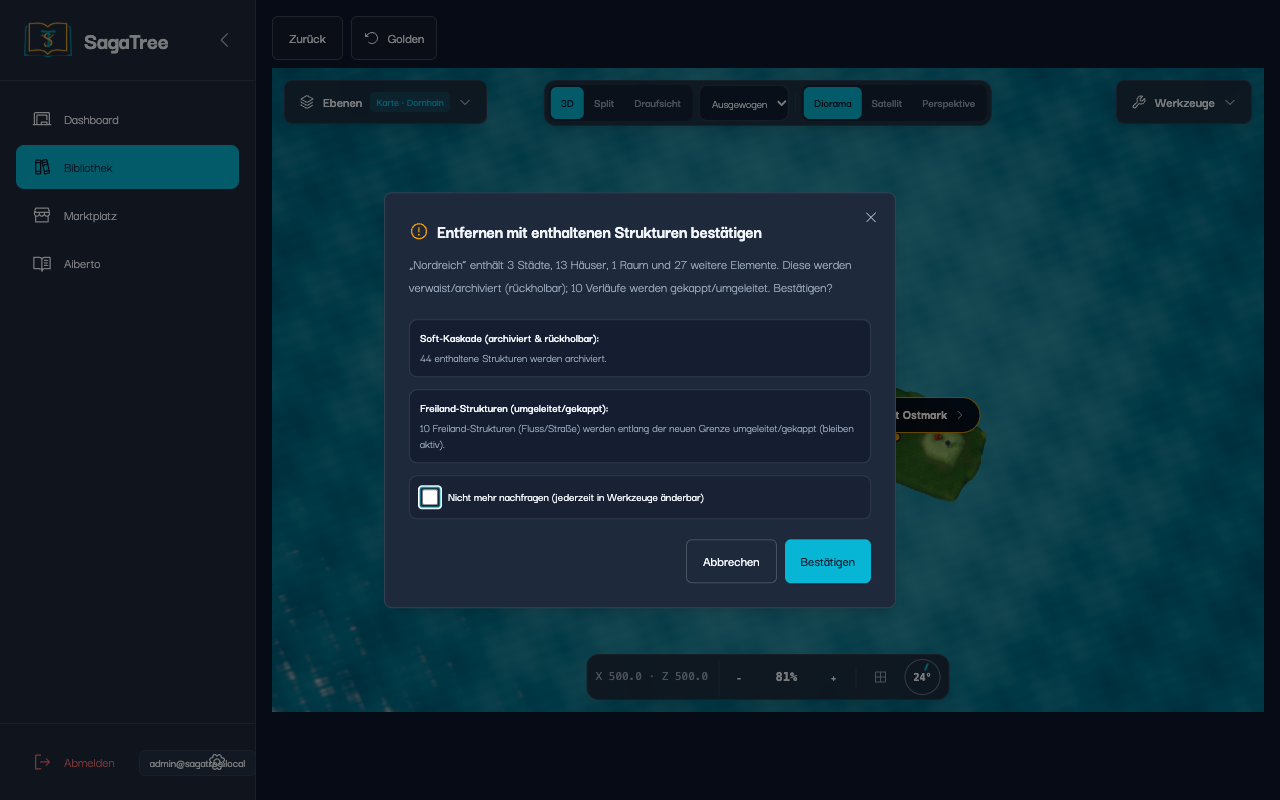 SagaTree
Dashboard
Bibliothek
Marktplatz
Alberto
Abmelden
Zurück
Golden
Ebenen
Karte · Domhain
3D
Split
Draufsicht
Ausgewogen
Diorama
Satellit
Perspektive
Werkzeuge
Entfernen mit enthaltenen Strukturen bestätigen
„Nordreich“ enthält 3 Städte, 13 Häuser, 1 Raum und 27 weitere Elemente. Diese werden
verwaist/archiviert (rückholbar); 10 Verläufe werden gekappt/umgeleitet. Bestätigen?
Soft-Kaskade (archiviert & rückholbar):
44 enthaltene Strukturen werden archiviert.
Freiland-Strukturen (umgeleitet/gekappt):
10 Freiland-Strukturen (Fluss/Straße) werden entlang der neuen Grenze umgeleitet/gekappt (bleiben
aktiv).
Nicht mehr nachfragen (jederzeit in Werkzeuge änderbar)
Abbrechen
Bestätigen
Ostmark
X 500.0 · Z 500.0
-
81%
+
24°